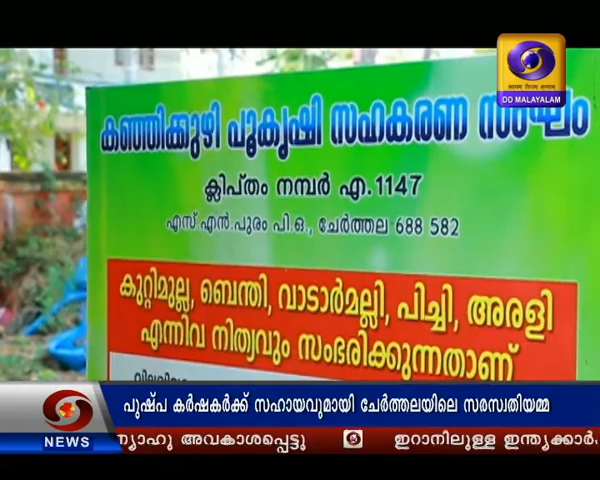 DD MALAYALAM
കഞ്ഞിക്കുഴി പൂകൃഷി സഹകരണ സംഘം
ക്ലിപ്തം നമ്പർ എ.1147
എസ്.എൻ.പുരം പി.ഒ., ചേർത്തല 688 582
കുറ്റിമുല്ല, ബെന്തി, വാടാർമല്ലി, പിച്ചി, അരളി
എന്നിവ നിത്യവും സംഭരിക്കുന്നതാണ്
പുഷ്പ കർഷകർക്ക് സഹായവുമായി ചേർത്തലയിലെ സരസ്വതിയമ്മ
NEWS
ന്യാഹു അവകാശപ്പെട്ടു ഇറാനിലുള്ള ഇന്ത്യക്കാർ